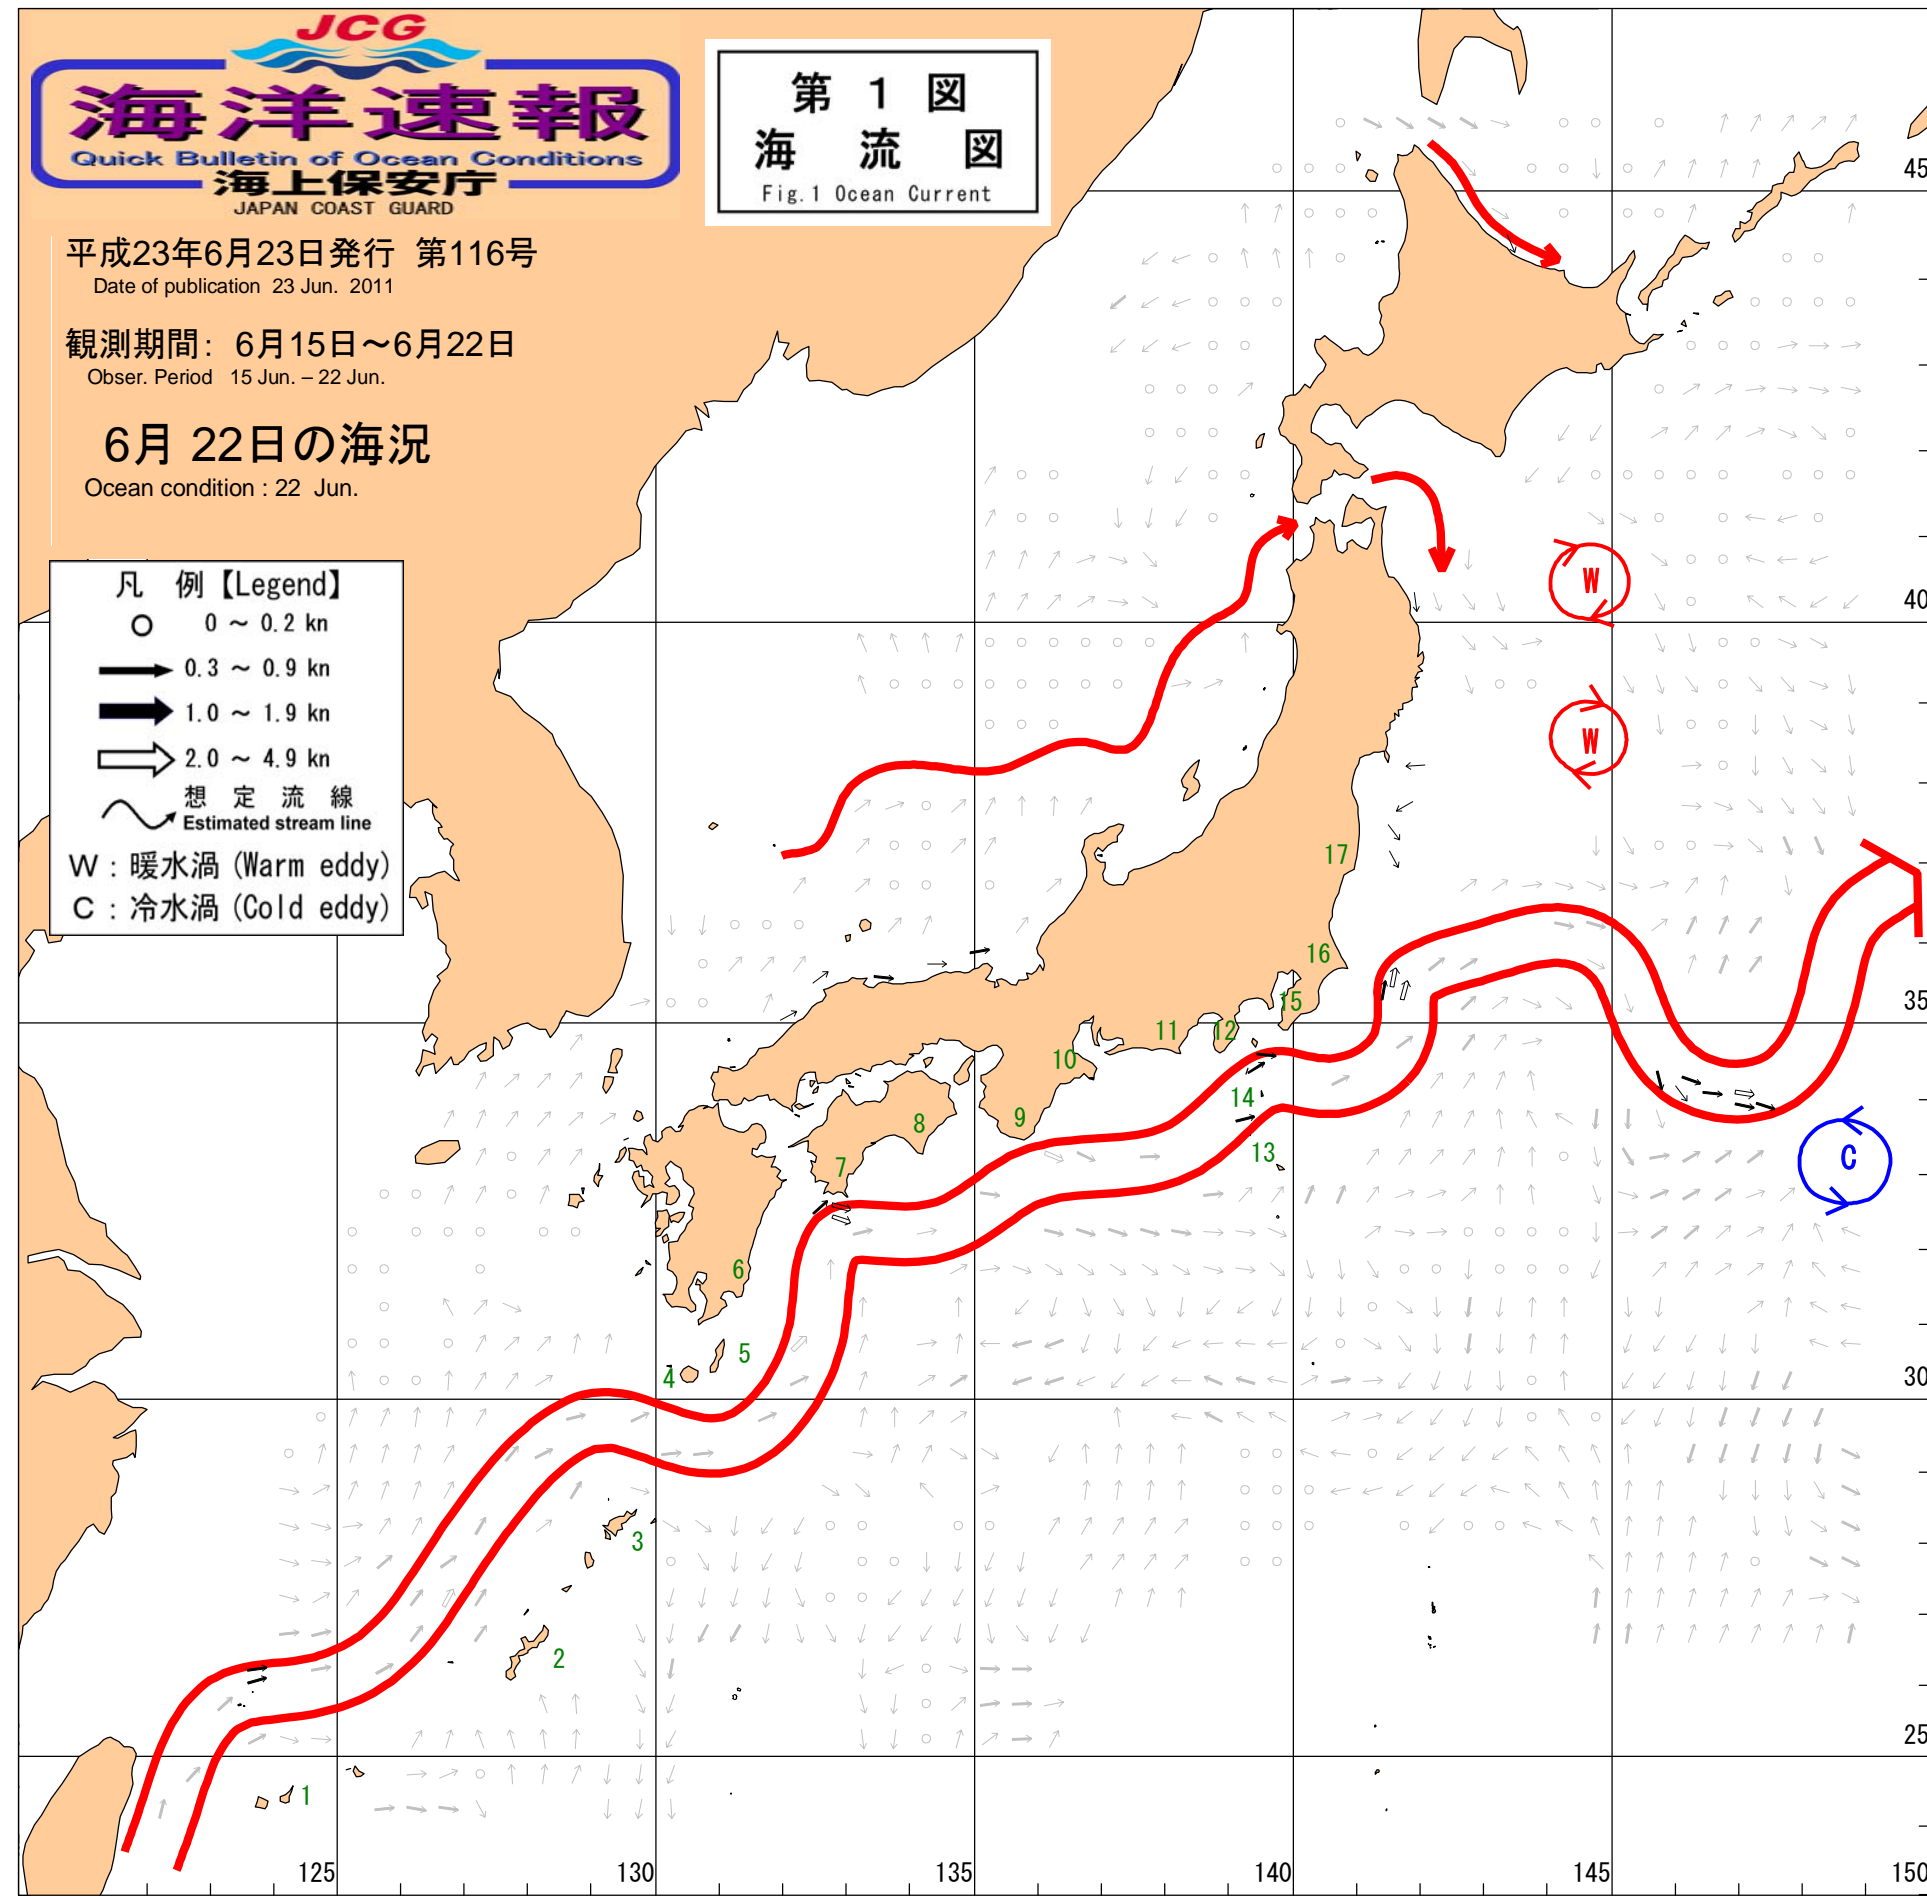 JCG
海洋速報
Quick Bulletin of Ocean Conditions
海上保安庁
JAPAN COAST GUARD
第 1 図
海 流 図
Fig.1 Ocean Current
平成23年6月23日発行 第116号
Date of publication 23 Jun. 2011
観測期間: 6月15日～6月22日
Obser. Period 15 Jun. – 22 Jun.
6月 22日の海況
Ocean condition : 22 Jun.
凡 例【Legend】
0 ～ 0.2 kn
0.3 ～ 0.9 kn
1.0 ～ 1.9 kn
2.0 ～ 4.9 kn
想 定 流 線
Estimated stream line
W : 暖水渦 (Warm eddy)
C : 冷水渦 (Cold eddy)
45
W
40
W
17
16
15
35
12
11
10
14
9
8
13
7
C
6
5
4
30
3
2
25
1
125
130
135
140
145
150